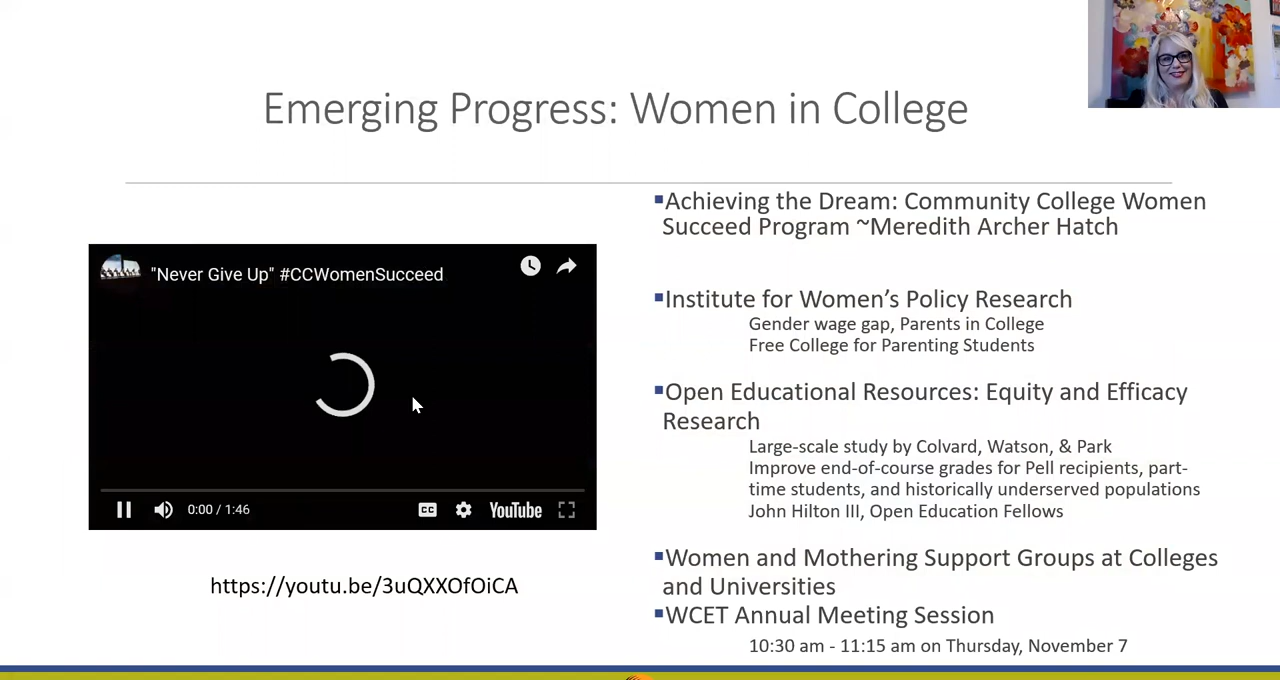 Emerging Progress: Women in College
"Never Give Up" #CCWomenSucceed
0:00 / 1:46
CC
YouTube
https://youtu.be/3uQXXOfOiCA
▪Achieving the Dream: Community College Women
Succeed Program ~Meredith Archer Hatch
▪Institute for Women’s Policy Research
Gender wage gap, Parents in College
Free College for Parenting Students
▪Open Educational Resources: Equity and Efficacy
Research
Large-scale study by Colvard, Watson, & Park
Improve end-of-course grades for Pell recipients, part-
time students, and historically underserved populations
John Hilton III, Open Education Fellows
▪Women and Mothering Support Groups at Colleges
and Universities
▪WCET Annual Meeting Session
10:30 am - 11:15 am on Thursday, November 7